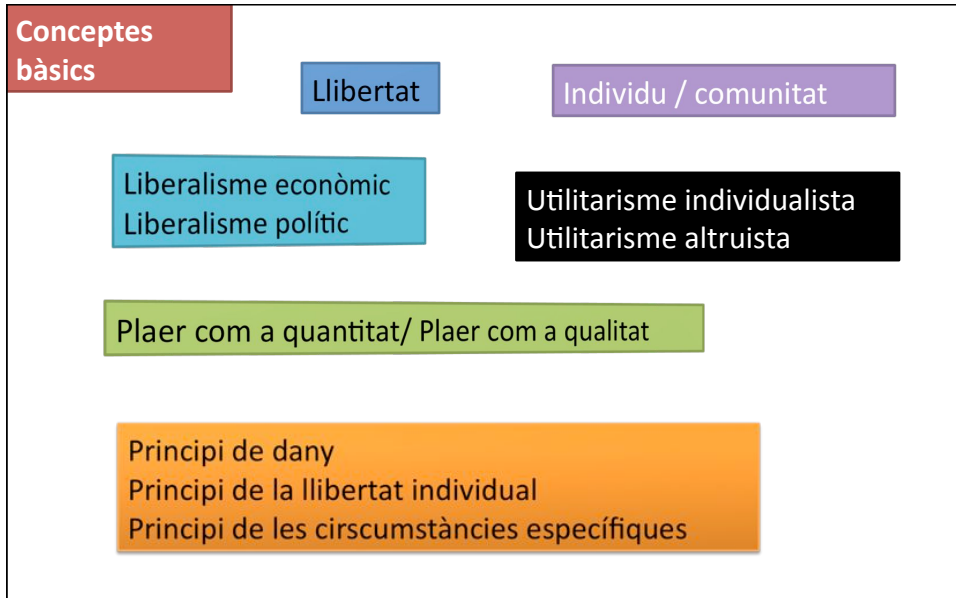 Conceptes
bàsics
Llibertat
Individu / comunitat
Liberalisme econòmic
Liberalisme polític
Utilitarisme individualista
Utilitarisme altruista
Plaer com a quantitat/ Plaer com a qualitat
Principi de dany
Principi de la llibertat individual
Principi de les cirscumstàncies específiques